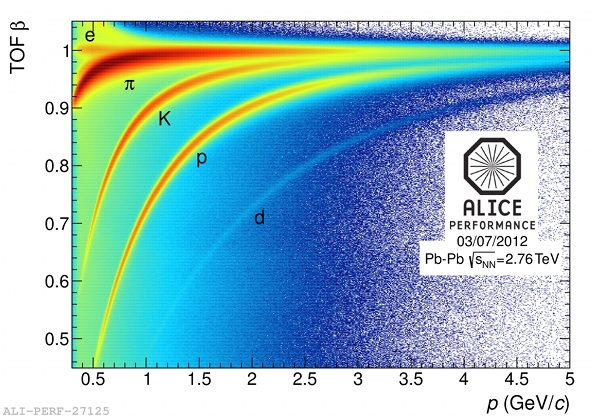 TOF β
e
1
π
0.9
K
p
0.8
0.7
d
0.6
0.5
ALICE
PERFORMANCE
03/07/2012
Pb-Pb √sNN=2.76 TeV
0.5 1 1.5 2 2.5 3 3.5 4 4.5 5
p (GeV/c)
ALI-PERF-27125